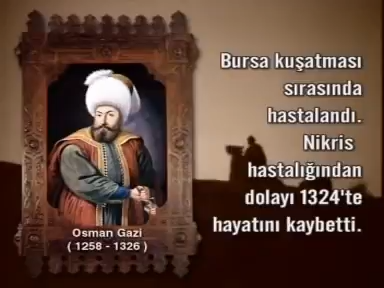 Bursa kuşatması
sırasında
hastalandı.
Nikris
hastalığından
dolayı 1324'te
hayatını kaybetti.
Osman Gazi
( 1258 - 1326 )